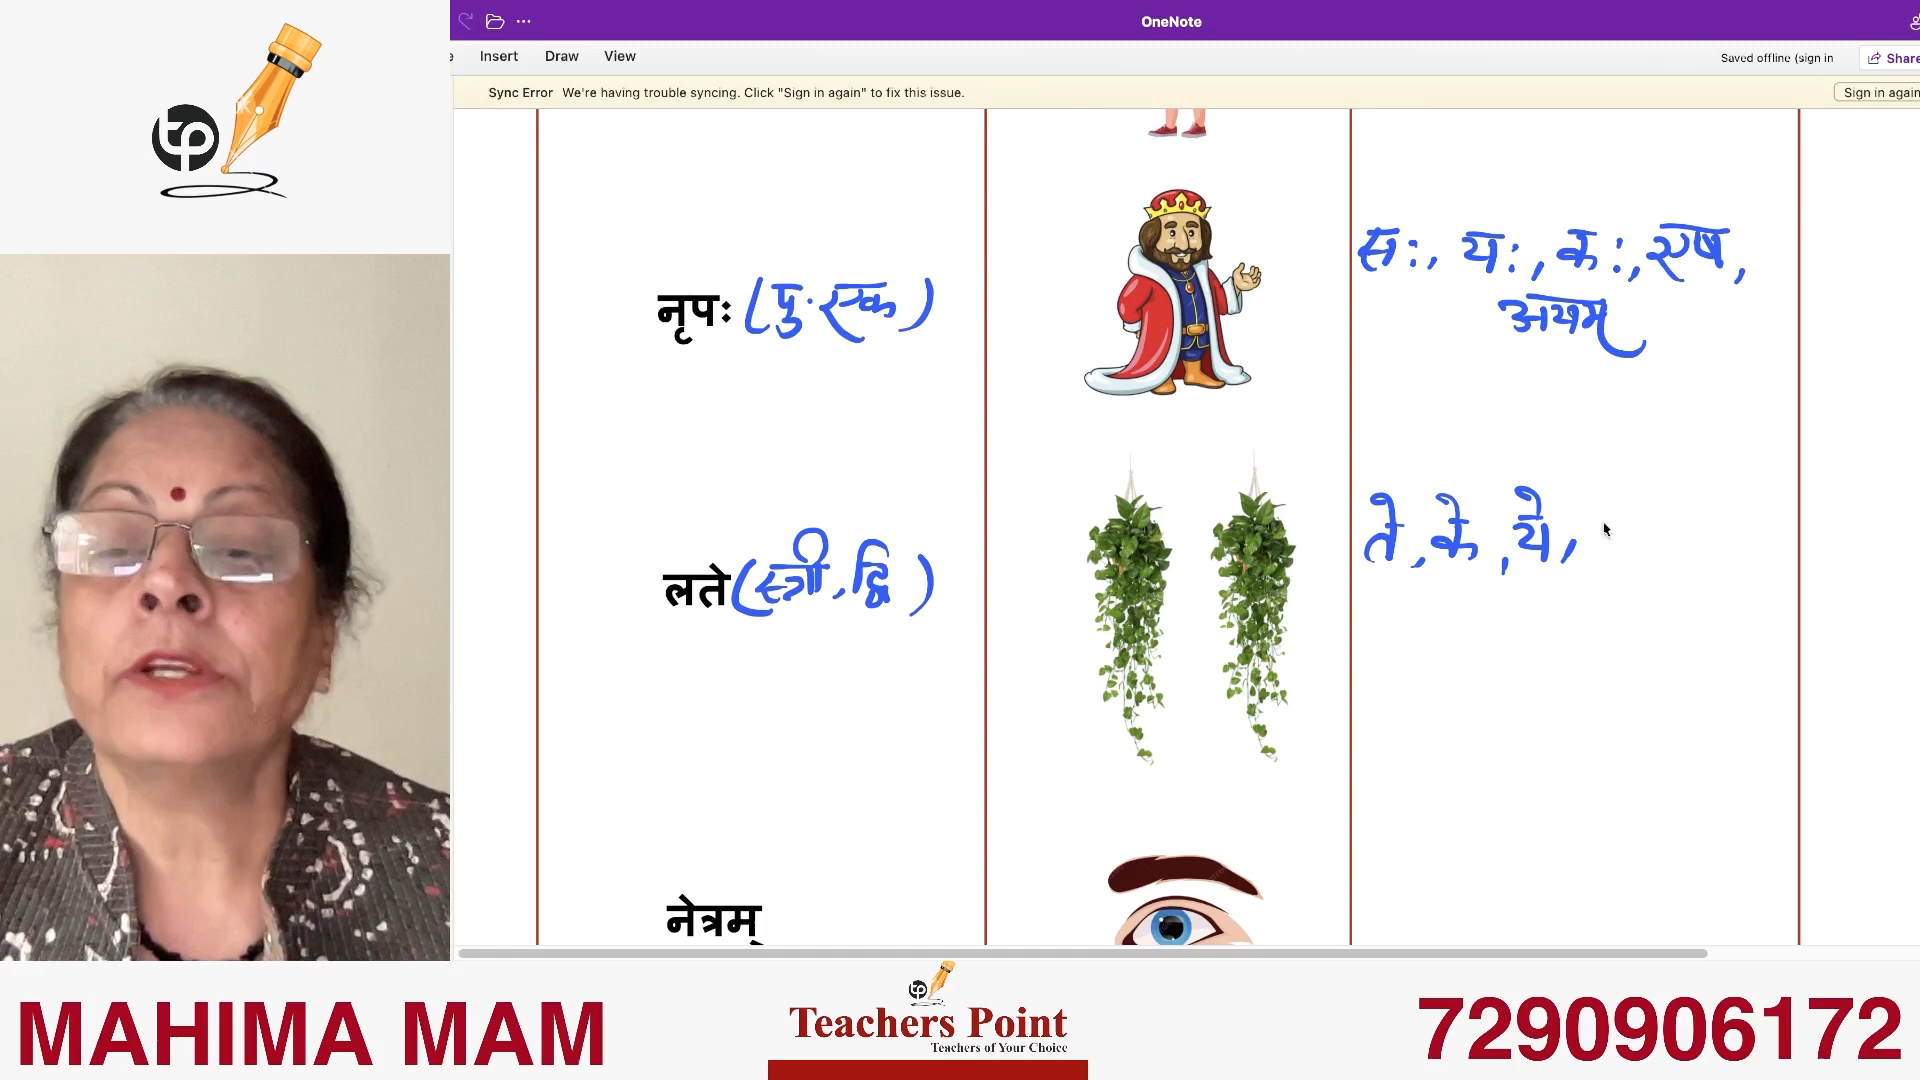 OneNote
Insert Draw View
Saved offline (sign in
Share
Sync Error We're having trouble syncing. Click "Sign in again" to fix this issue.
Sign in again
tp
नृपः (पु. एक)
सः, यः, कः, एष,
अयम्
लते (स्त्री, द्वि)
ते, के, ये,
नेत्रम्
MAHIMA MAM
tp
Teachers Point
Teachers of Your Choice
7290906172